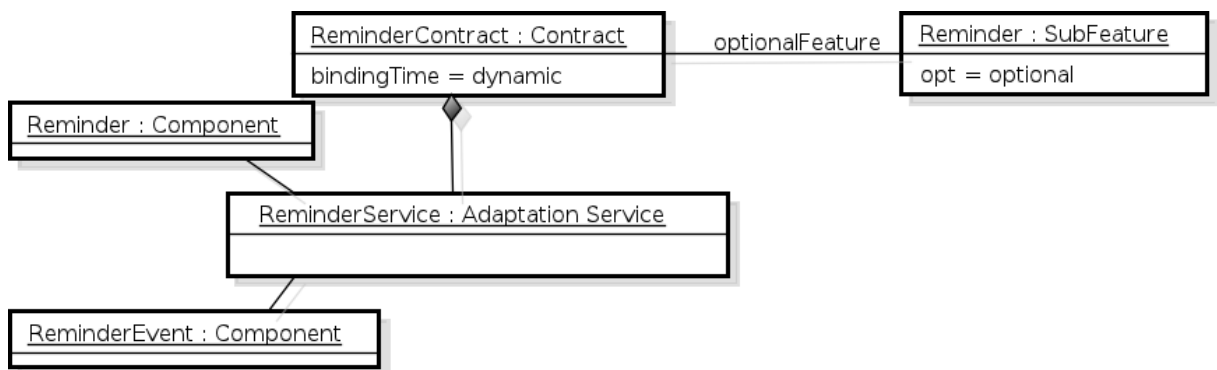 ReminderContract : Contract
bindingTime = dynamic
optionalFeature
Reminder : SubFeature
opt = optional
Reminder : Component
ReminderService : Adaptation Service
ReminderEvent : Component